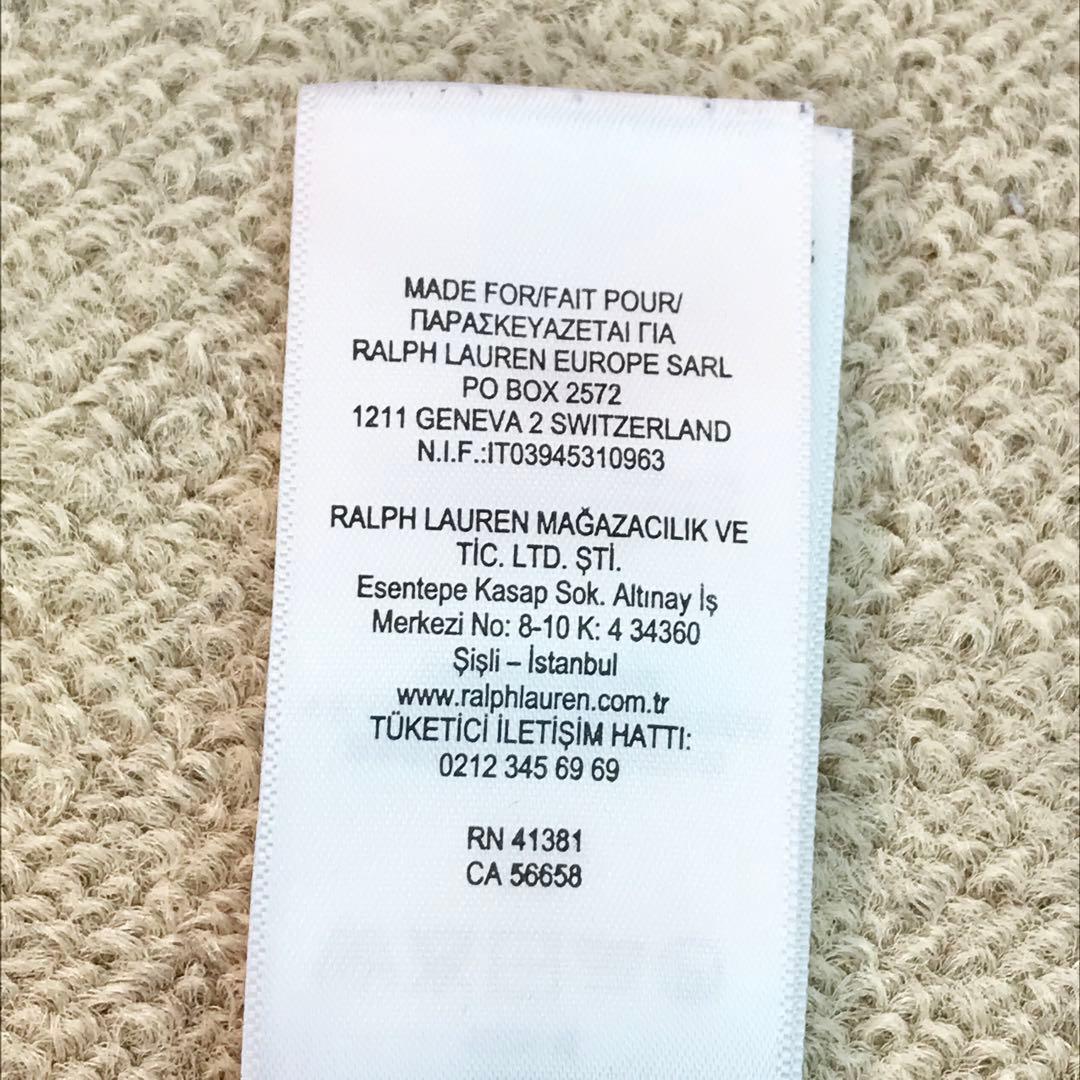 MADE FOR/FAIT POUR/
ΠΑΡΑΣΚΕΥΑΖΕΤΑΙ ΓΙΑ
RALPH LAUREN EUROPE SARL
PO BOX 2572
1211 GENEVA 2 SWITZERLAND
N.I.F.:IT03945310963
RALPH LAUREN MAĞAZACILIK VE
TİC. LTD. ŞTİ.
Esentepe Kasap Sok. Altınay İş
Merkezi No: 8-10 K: 4 34360
Şişli – İstanbul
www.ralphlauren.com.tr
TÜKETİCİ İLETİŞİM HATTI:
0212 345 69 69
RN 41381
CA 56658